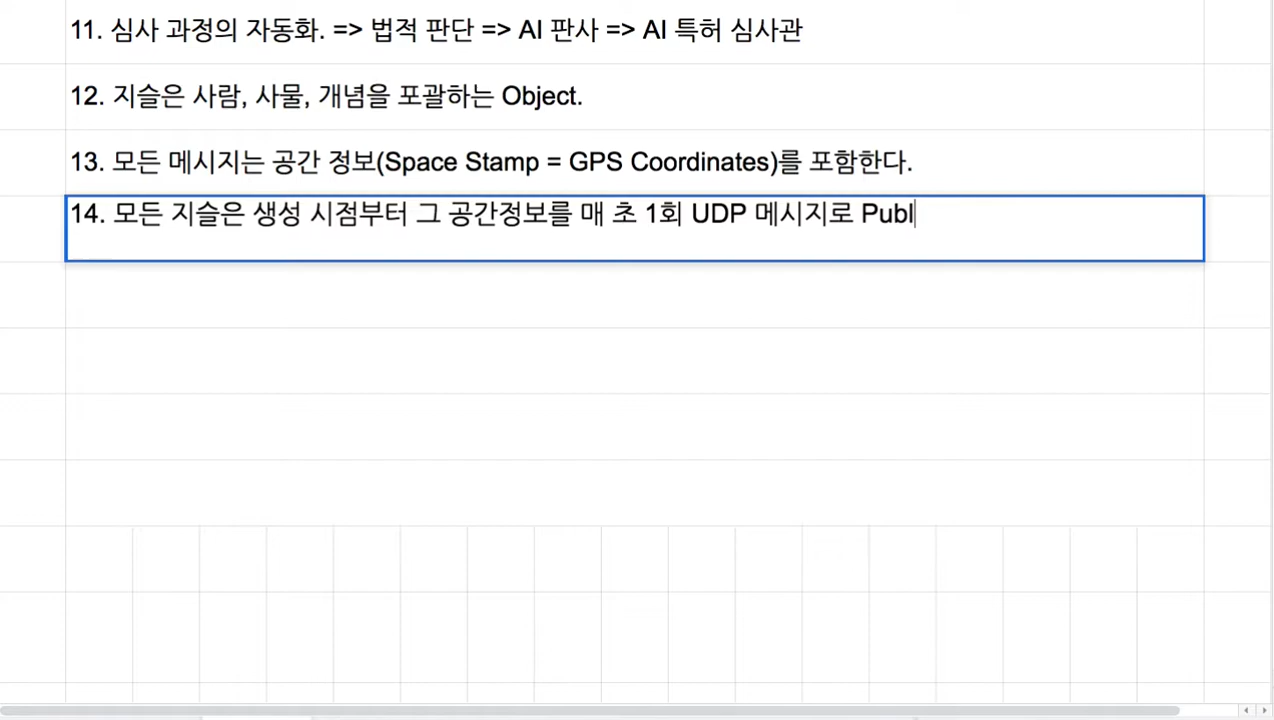 11. 심사 과정의 자동화. => 법적 판단 => AI 판사 => AI 특허 심사관
12. 지슬은 사람, 사물, 개념을 포괄하는 Object.
13. 모든 메시지는 공간 정보(Space Stamp = GPS Coordinates)를 포함한다.
14. 모든 지슬은 생성 시점부터 그 공간정보를 매 초 1회 UDP 메시지로 Publ